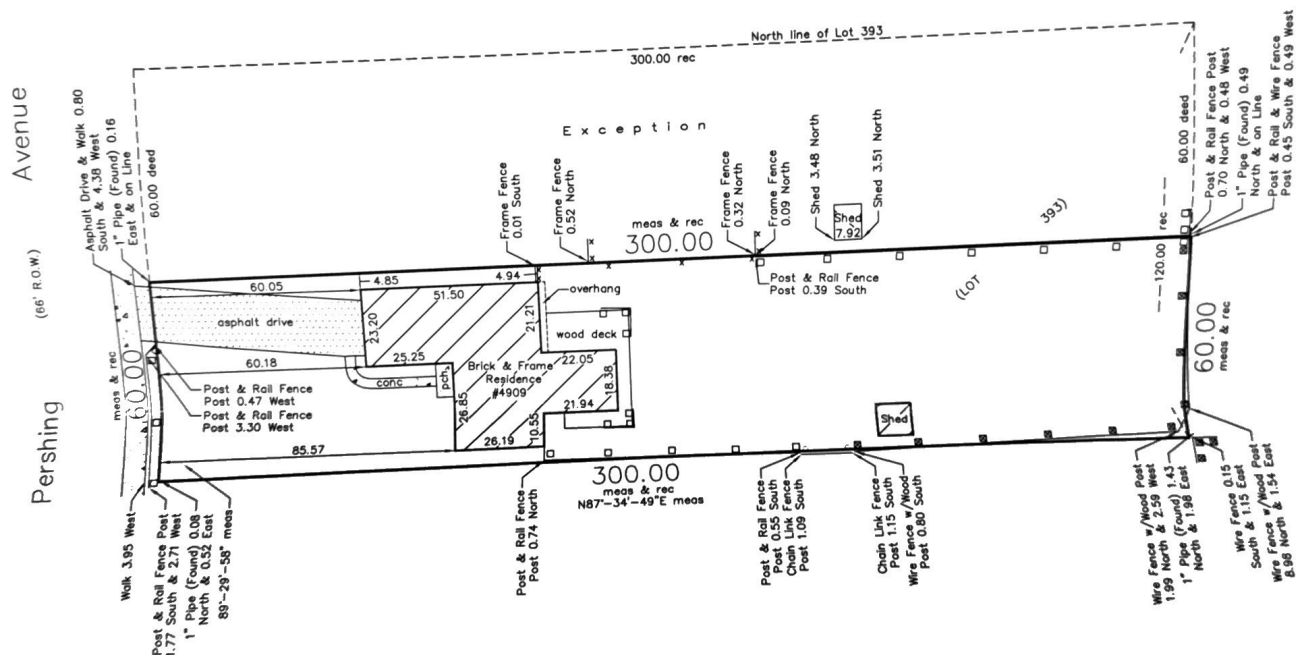 North line of Lot 393
300.00 rec
Avenue
(66' R.O.W.)
Pershing
Exception
60.00 deed
Asphalt Drive & Walk 0.80
South & 4.38 West
1" Pipe (Found) 0.16
East & on Line
Frame Fence
0.01 South
Frame Fence
0.52 North
Frame Fence
0.32 North
Frame Fence
0.09 North
Shed 3.48 North
Shed 3.51 North
Shed
7.92
60.00 deed
Post & Rail Fence Post
0.70 North & 0.48 West
1" Pipe (Found) 0.49
North & on Line
Post & Rail & Wire Fence
Post 0.45 South & 0.49 West
meas & rec
300.00
Post & Rail Fence
Post 0.39 South
(LOT
393)
120.00 rec
60.00
meas & rec
60.05
4.85
4.94
51.50
overhang
asphalt drive
23.20
21.21
wood deck
60.18
25.25
22.05
Brick & Frame
Residence
#4909
conc
pch
18.38
21.94
26.85
10.55
26.19
85.57
60.00
meas & rec
Post & Rail Fence
Post 0.47 West
Post & Rail Fence
Post 3.30 West
Shed
300.00
meas & rec
N87°-34'-49"E meas
Walk 3.95 West
Post & Rail Fence Post
1.77 South & 2.71 West
1" Pipe (Found) 0.08
North & 0.52 East
89°-29'-58" meas
Post & Rail Fence
Post 0.74 North
Post & Rail Fence
Post 0.55 South
Chain Link Fence
Post 1.09 South
Chain Link Fence
Post 1.15 South
Wire Fence w/Wood
Post 0.80 South
Wire Fence w/Wood Post
1.99 North & 2.59 West
1" Pipe (Found) 1.43
North & 1.98 East
Wire Fence 0.15
South & 1.15 East
Wire Fence w/Wood Post
8.98 North & 1.54 East